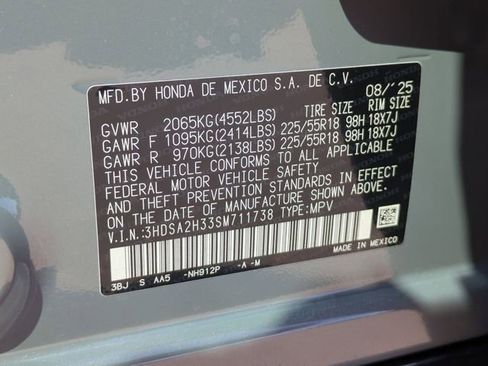 MFD.BY HONDA DE MEXICO S.A. DE C.V. 08/'25
GVWR 2065KG(4552LBS) TIRE SIZE RIM SIZE
GAWR F 1095KG(2414LBS) 225/55R18 98H 18X7J
GAWR R 970KG(2138LBS) 225/55R18 98H 18X7J
THIS VEHICLE CONFORMS TO ALL APPLICABLE
FEDERAL MOTOR VEHICLE SAFETY, BUMPER,
AND THEFT PREVENTION STANDARDS IN EFFECT
ON THE DATE OF MANUFACTURE SHOWN ABOVE.
V.I.N.:3HDSA2H33SM711738 TYPE:MPV
3BJ S AA5 -NH912P -A -M
MADE IN MEXICO